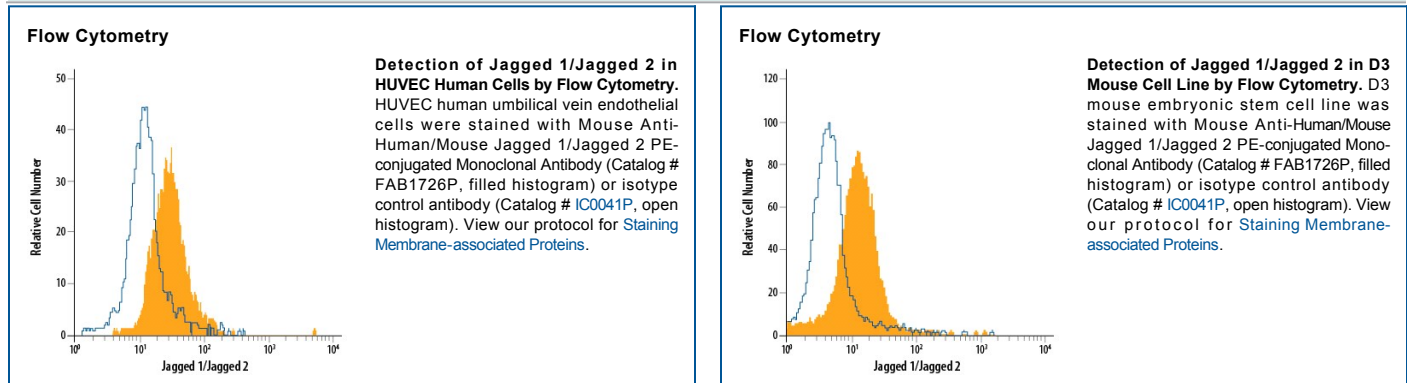 Flow Cytometry
50
40
30
20
10
0
Relative Cell Number
10⁰
10¹
10²
10³
10⁴
Jagged 1/Jagged 2
Detection of Jagged 1/Jagged 2 in
HUVEC Human Cells by Flow Cytometry.
HUVEC human umbilical vein endothelial
cells were stained with Mouse Anti-
Human/Mouse Jagged 1/Jagged 2 PE-
conjugated Monoclonal Antibody (Catalog #
FAB1726P, filled histogram) or isotype
control antibody (Catalog # IC0041P, open
histogram). View our protocol for Staining
Membrane-associated Proteins.
Flow Cytometry
120
100
80
60
40
20
0
Relative Cell Number
10⁰
10¹
10²
10³
10⁴
Jagged 1/Jagged 2
Detection of Jagged 1/Jagged 2 in D3
Mouse Cell Line by Flow Cytometry. D3
mouse embryonic stem cell line was
stained with Mouse Anti-Human/Mouse
Jagged 1/Jagged 2 PE-conjugated Mono-
clonal Antibody (Catalog # FAB1726P, filled
histogram) or isotype control antibody
(Catalog # IC0041P, open histogram). View
our protocol for Staining Membrane-
associated Proteins.